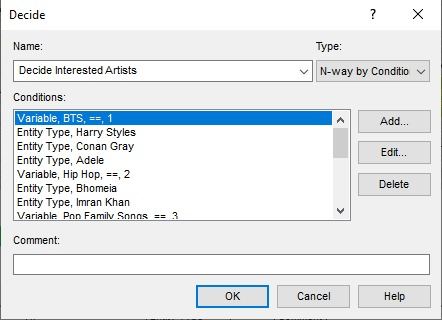 Decide
?
Name:
Type:
Decide Interested Artists
N-way by Condition
Conditions:
Variable, BTS, ==, 1
Entity Type, Harry Styles
Entity Type, Conan Gray
Entity Type, Adele
Variable, Hip Hop, ==, 2
Entity Type, Bhomeia
Entity Type, Imran Khan
Variable, Pop Family Songs, ==, 3
Add...
Edit...
Delete
Comment:
OK
Cancel
Help